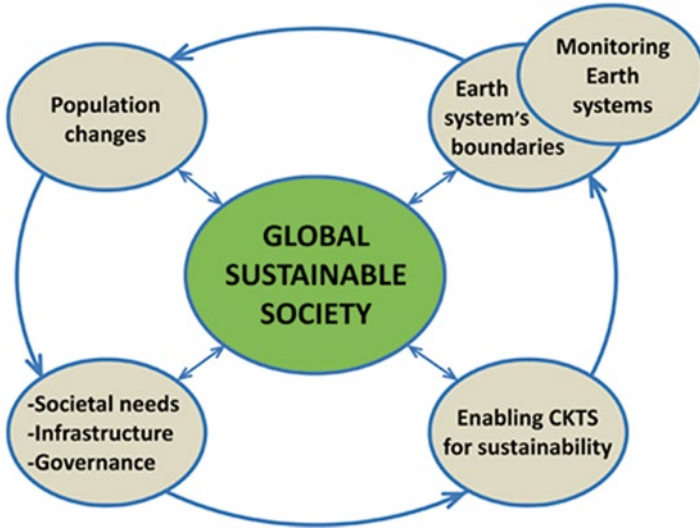 Monitoring
Earth
systems
Earth
system's
boundaries
Population
changes
GLOBAL
SUSTAINABLE
SOCIETY
-Societal needs
-Infrastructure
-Governance
Enabling CKTS
for sustainability